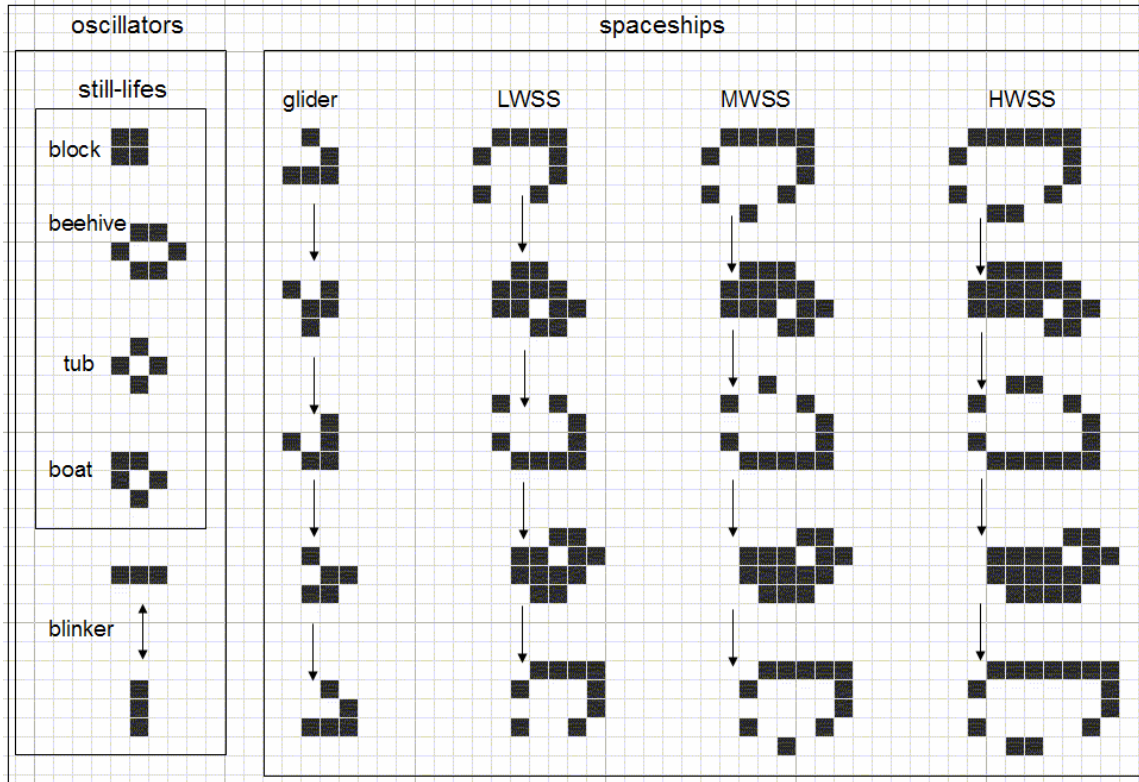 oscillators
spaceships
still-lifes
glider
LWSS
MWSS
HWSS
block
beehive
tub
boat
blinker